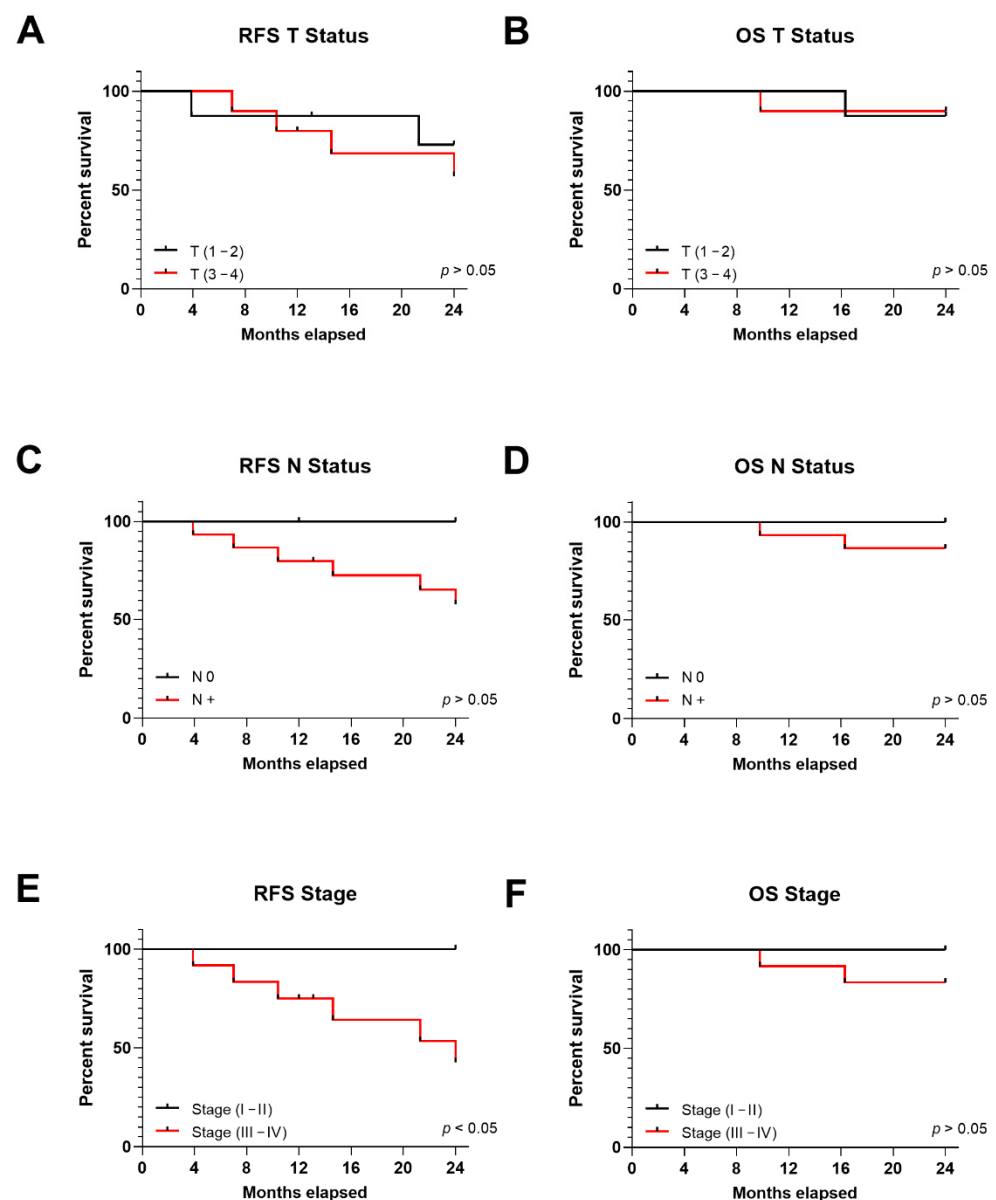 A
RFS T Status
Percent survival
100
50
0
T (1 – 2)
T (3 – 4)
p > 0.05
0 4 8 12 16 20 24
Months elapsed
B
OS T Status
Percent survival
100
50
0
T (1 – 2)
T (3 – 4)
p > 0.05
0 4 8 12 16 20 24
Months elapsed
C
RFS N Status
Percent survival
100
50
0
N 0
N +
p > 0.05
0 4 8 12 16 20 24
Months elapsed
D
OS N Status
Percent survival
100
50
0
N 0
N +
p > 0.05
0 4 8 12 16 20 24
Months elapsed
E
RFS Stage
Percent survival
100
50
0
Stage (I – II)
Stage (III – IV)
p < 0.05
0 4 8 12 16 20 24
Months elapsed
F
OS Stage
Percent survival
100
50
0
Stage (I – II)
Stage (III – IV)
p > 0.05
0 4 8 12 16 20 24
Months elapsed